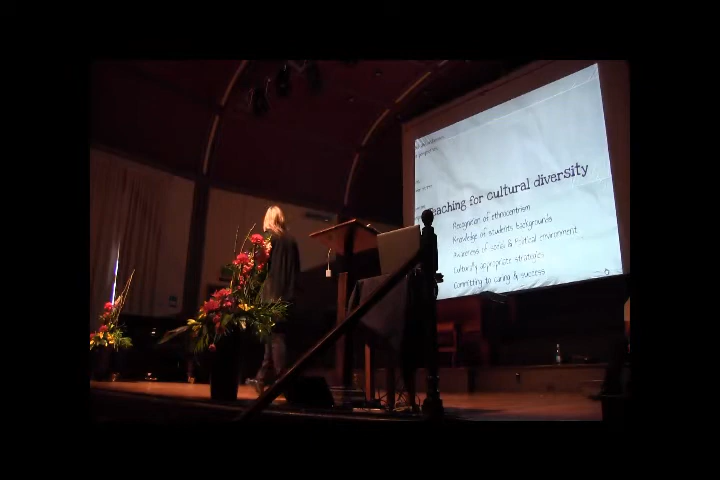 Teaching for cultural diversity
Recognition of ethnocentrism
Knowledge of students backgrounds
Awareness of social & political environment
Culturally appropriate strategies
Committing to caring & success